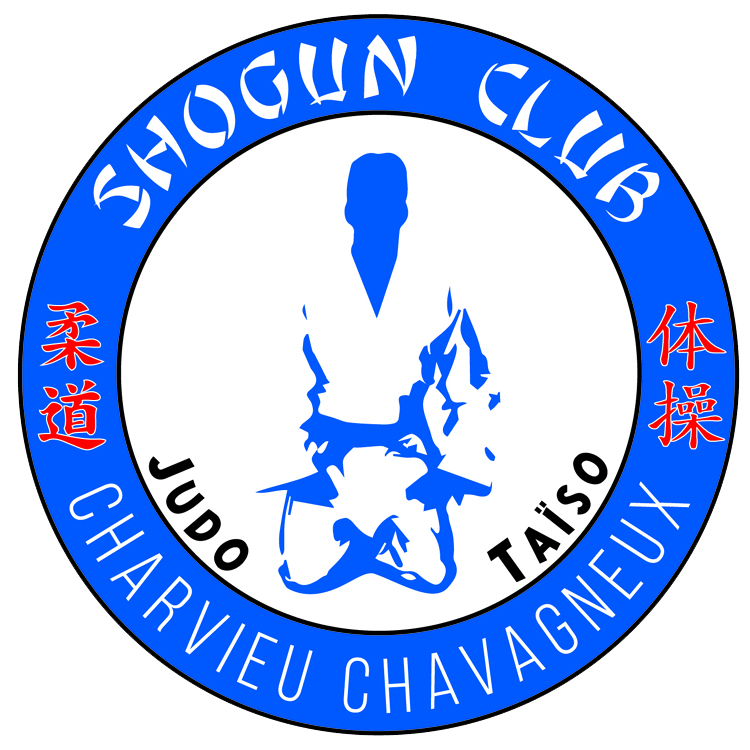 SHOGUN CLUB
柔道
体操
JUDO
TAÏSO
CHARVIEU CHAVAGNEUX